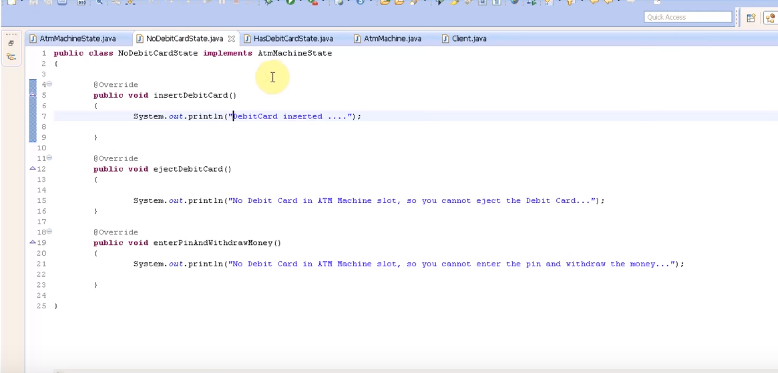 Quick Access
AtmMachineState.java
NoDebitCardState.java
HasDebitCardState.java
AtmMachine.java
Client.java
1 public class NoDebitCardState implements AtmMachineState
2 {
3
4 @Override
5 public void insertDebitCard()
6 {
7 System.out.println("DebitCard inserted ....");
8
9 }
10
11 @Override
12 public void ejectDebitCard()
13 {
14
15 System.out.println("No Debit Card in ATM Machine slot, so you cannot eject the Debit Card...");
16 }
17
18 @Override
19 public void enterPinAndWithdrawMoney()
20 {
21 System.out.println("No Debit Card in ATM Machine slot, so you cannot enter the pin and withdraw the money...");
22
23 }
24
25 }